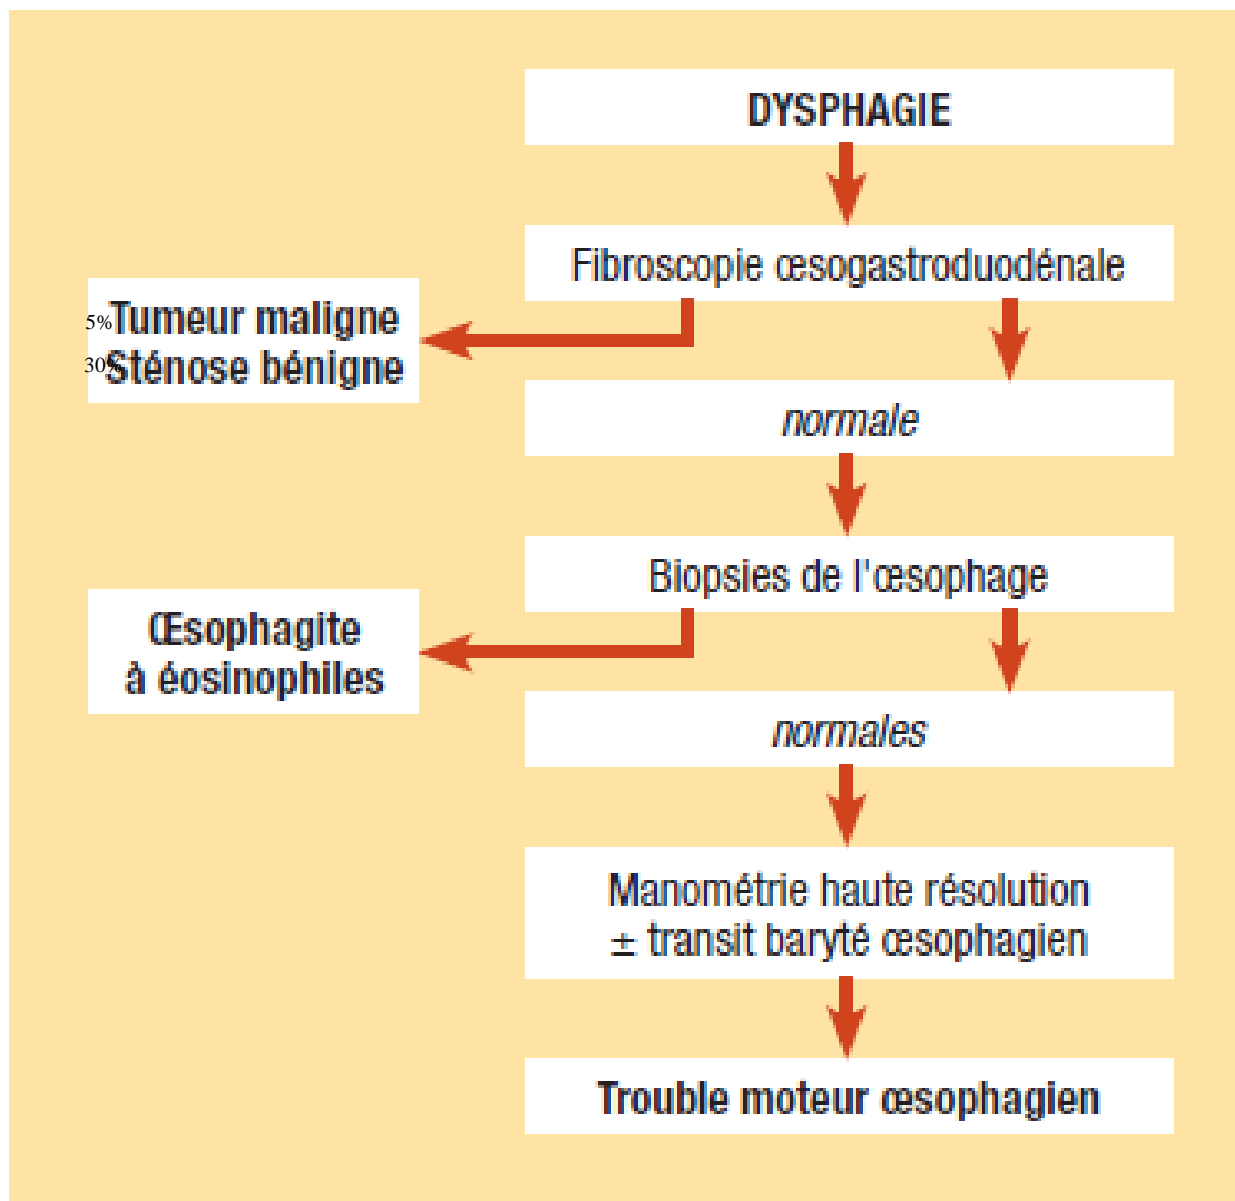 DYSPHAGIE
Fibroscopie œsogastroduodénale
5% Tumeur maligne
30% Sténose bénigne
normale
Biopsies de l'œsophage
Œsophagite
à éosinophiles
normales
Manométrie haute résolution
± transit baryté œsophagien
Trouble moteur œsophagien